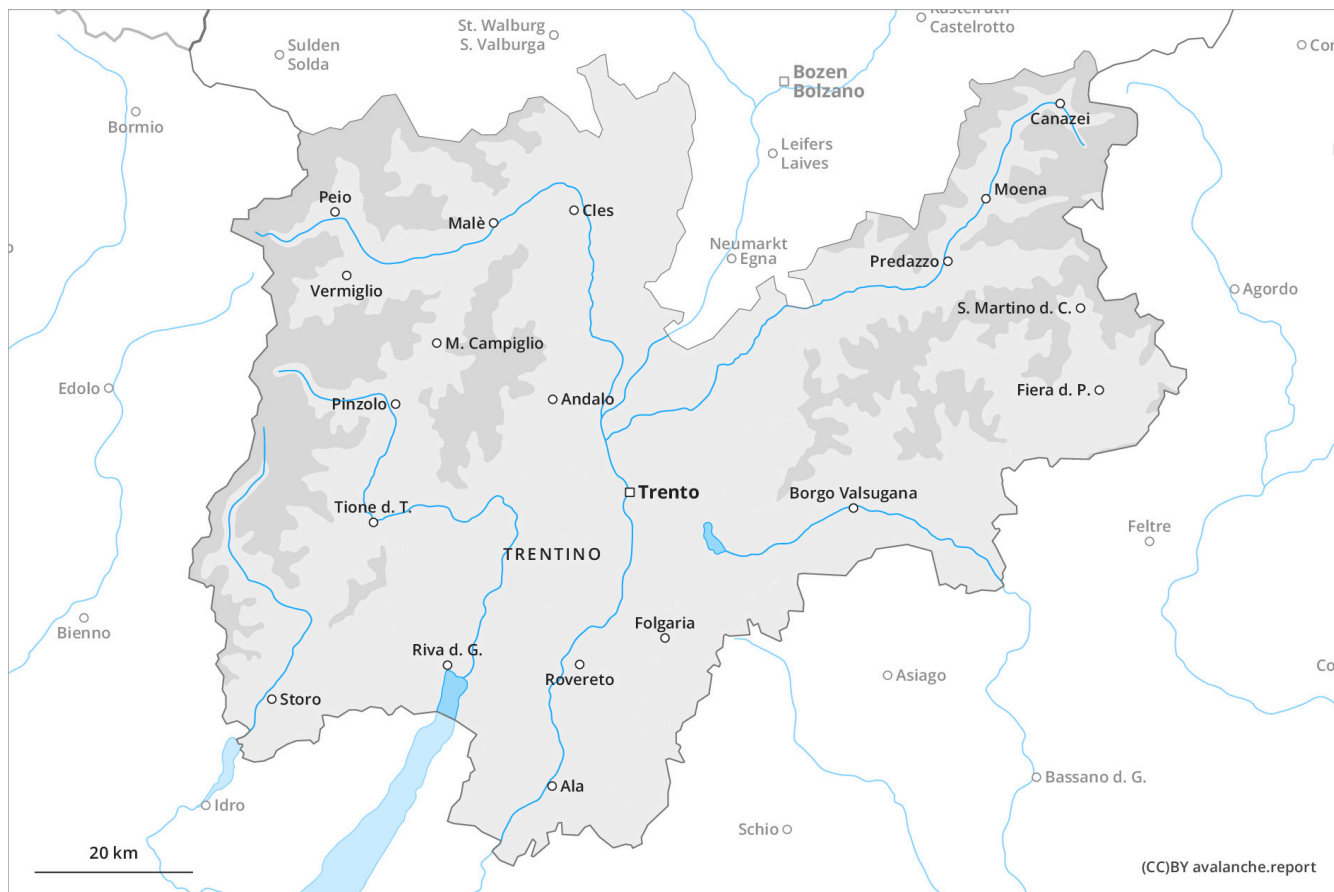 St. Walburg
S. Valburga
Castelrotto
Sulden
Solda
Bozen
Bolzano
Bormio
Canazei
Leifers
Laives
Peio
Moena
Malè
Cles
Neumarkt
Egna
Predazzo
Vermiglio
Agordo
S. Martino d. C.
M. Campiglio
Edolo
Fiera d. P.
Pinzolo
Andalo
Trento
Borgo Valsugana
Tione d. T.
Feltre
TRENTINO
Bienno
Folgaria
Riva d. G.
Asiago
Rovereto
Storo
Bassano d. G.
Ala
Idro
Schio
20 km
(CC)BY avalanche.report